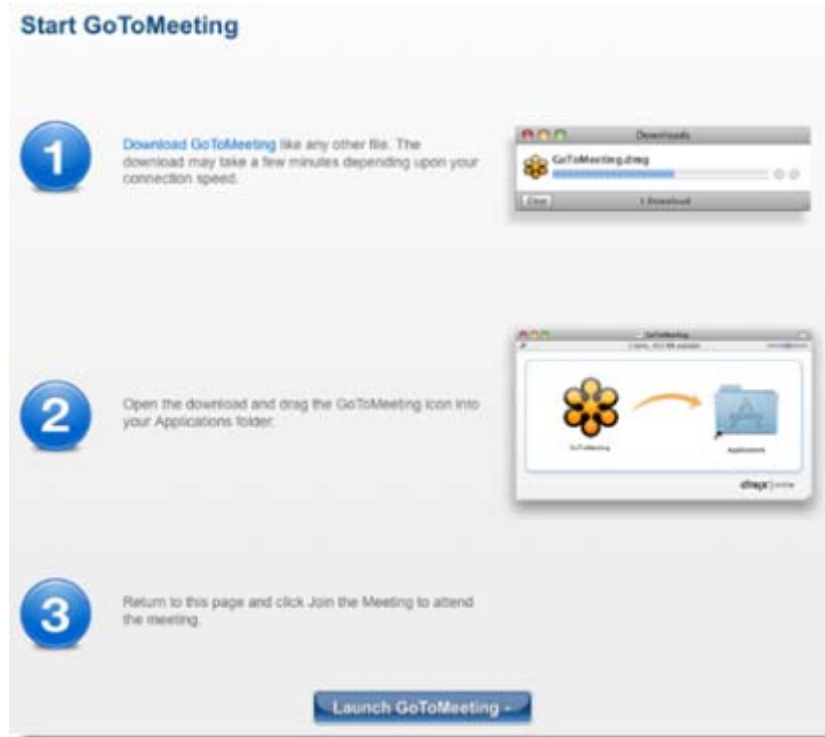 Start GoToMeeting
1
Download GoToMeeting like any other file. The
download may take a few minutes depending upon your
connection speed.
Downloads
GoToMeeting.dmg
Clear
1 Download
2
Open the download and drag the GoToMeeting icon into
your Applications folder.
GoToMeeting
GoToMeeting
Applications
citrix online
3
Return to this page and click Join the Meeting to attend
the meeting.
Launch GoToMeeting